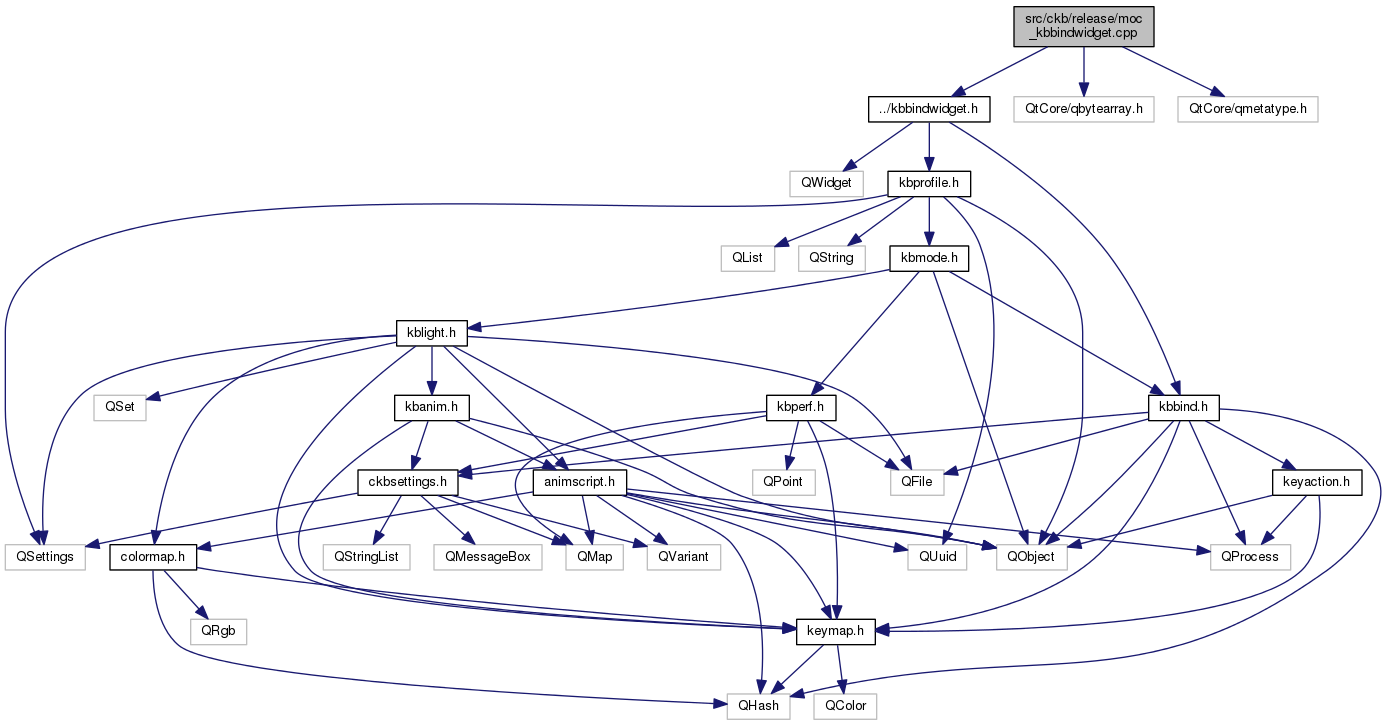 src/ckb/release/moc
_kbbindwidget.cpp
../kbbindwidget.h
QtCore/qbytearray.h
QtCore/qmetatype.h
QWidget
kbprofile.h
QList
QString
kbmode.h
kblight.h
QSet
kbanim.h
kbperf.h
kbbind.h
ckbsettings.h
animscript.h
QPoint
QFile
keyaction.h
QSettings
colormap.h
QStringList
QMessageBox
QMap
QVariant
QUuid
QObject
QProcess
QRgb
keymap.h
QHash
QColor